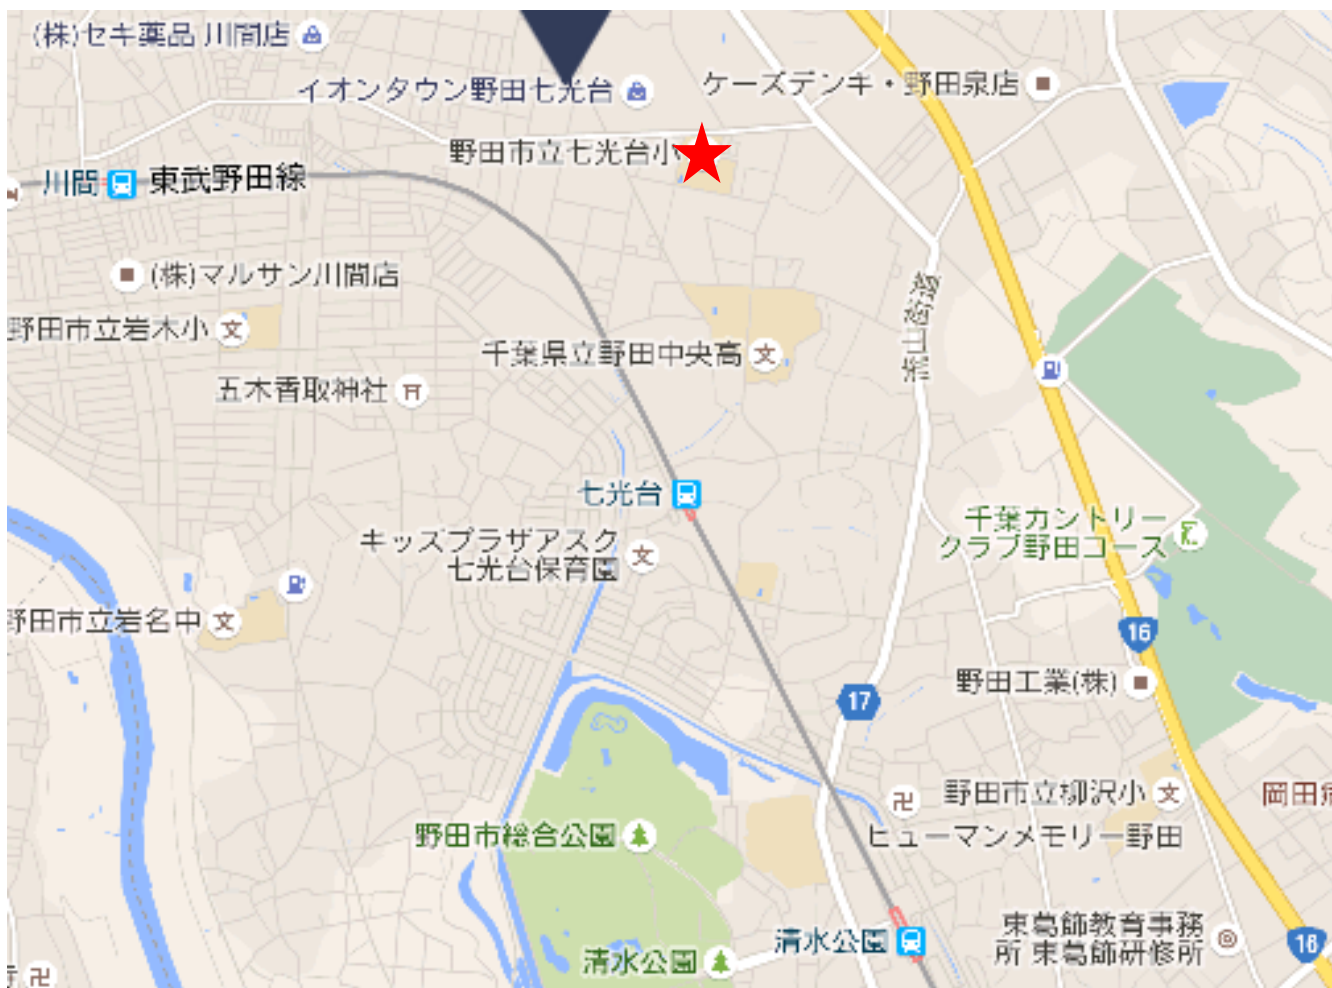 (株)セキ薬品 川間店
イオンタウン野田七光台
ケーズデンキ・野田泉店
野田市立七光台小
川間
東武野田線
(株)マルサン川間店
野田市立岩木小
流山街道
千葉県立野田中央高
五木香取神社
七光台
千葉カントリー
クラブ野田コース
キッズプラザアスク
七光台保育園
野田市立岩名中
16
野田工業(株)
17
野田市立柳沢小
岡田病
野田市総合公園
ヒューマンメモリー野田
東葛飾教育事務
所 東葛飾研修所
清水公園
16
清水公園